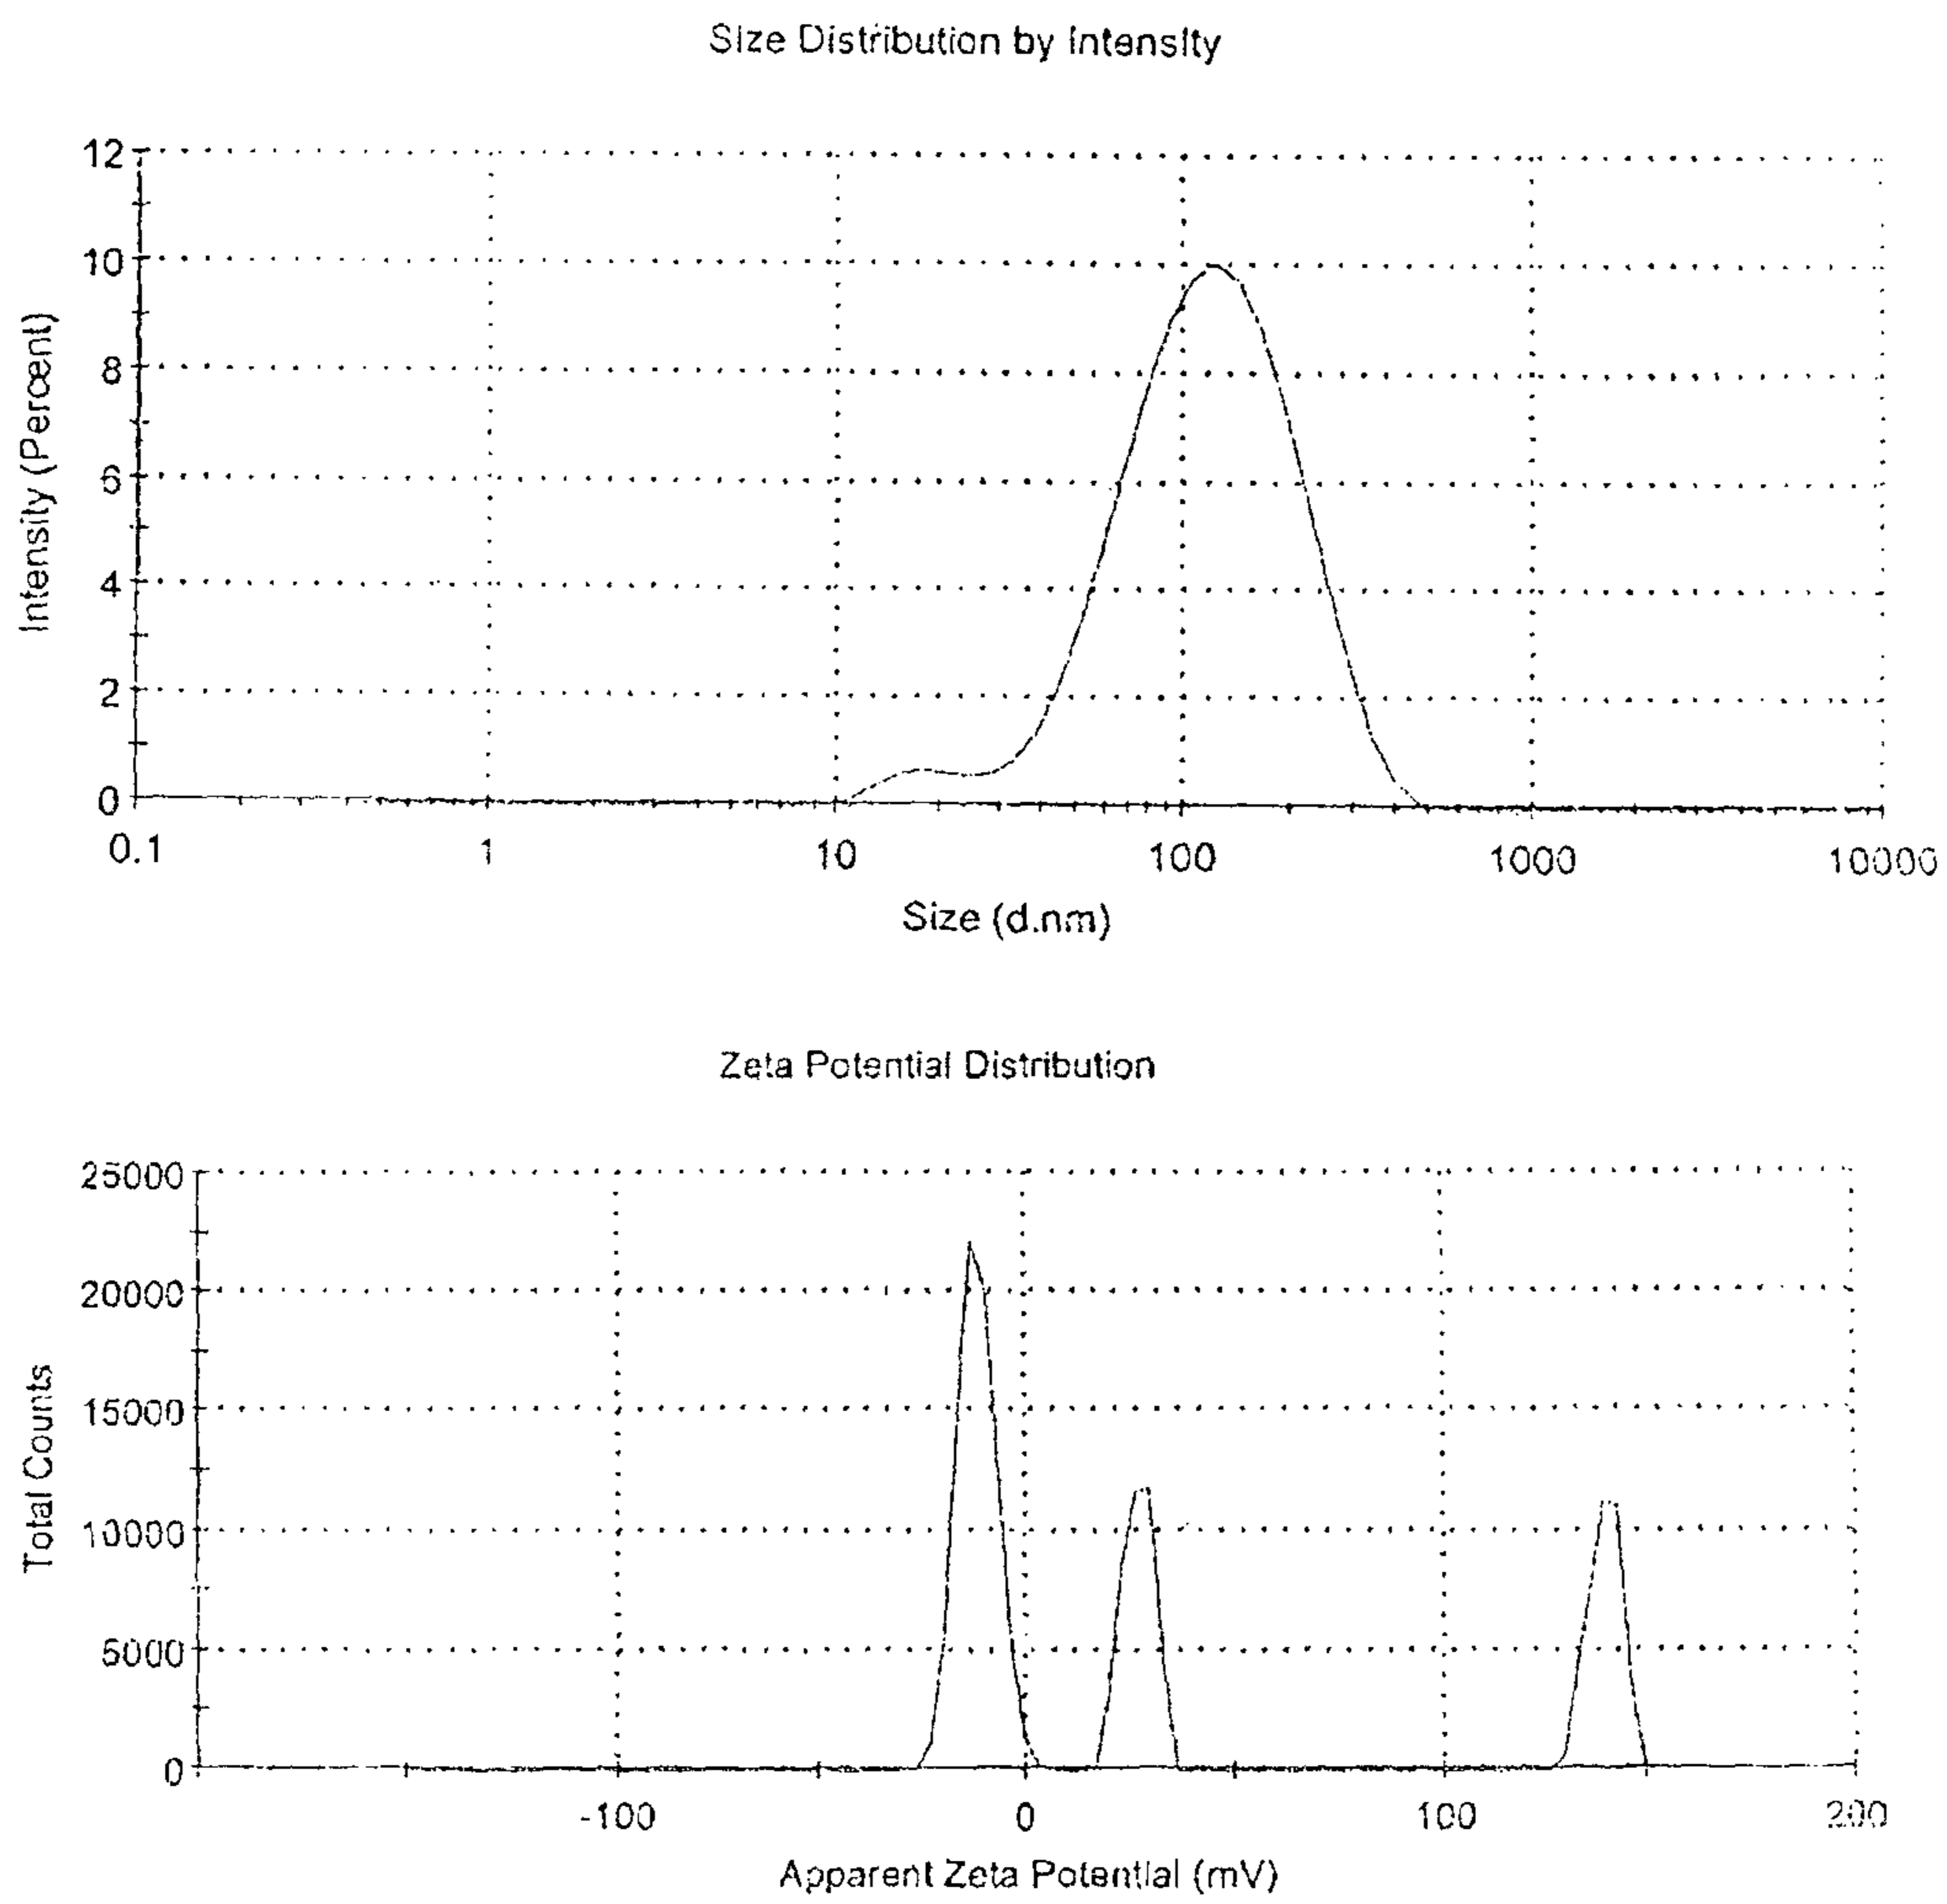 Size Distribution by Intensity
12
10
8
6
4
2
0
Intensity (Percent)
0.1 1 10 100 1000 10000
Size (d.nm)
Zeta Potential Distribution
25000
20000
15000
10000
5000
0
Total Counts
-100 0 100 200
Apparent Zeta Potential (mV)